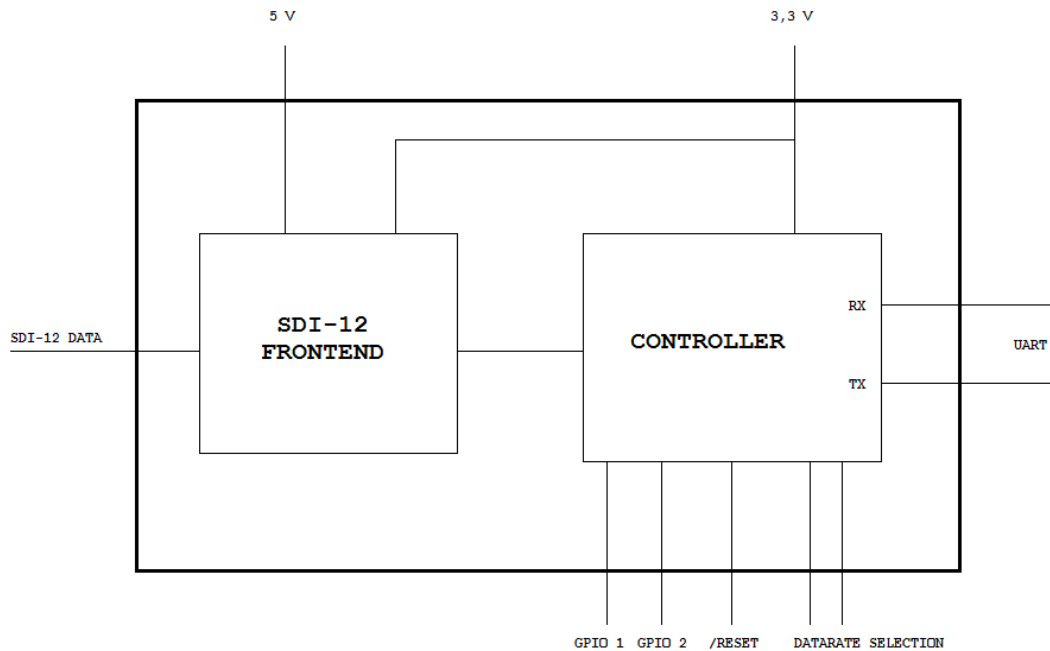 5 V
3,3 V
SDI-12 DATA
SDI-12
FRONTEND
CONTROLLER
RX
TX
UART
GPIO 1
GPIO 2
/RESET
DATARATE SELECTION